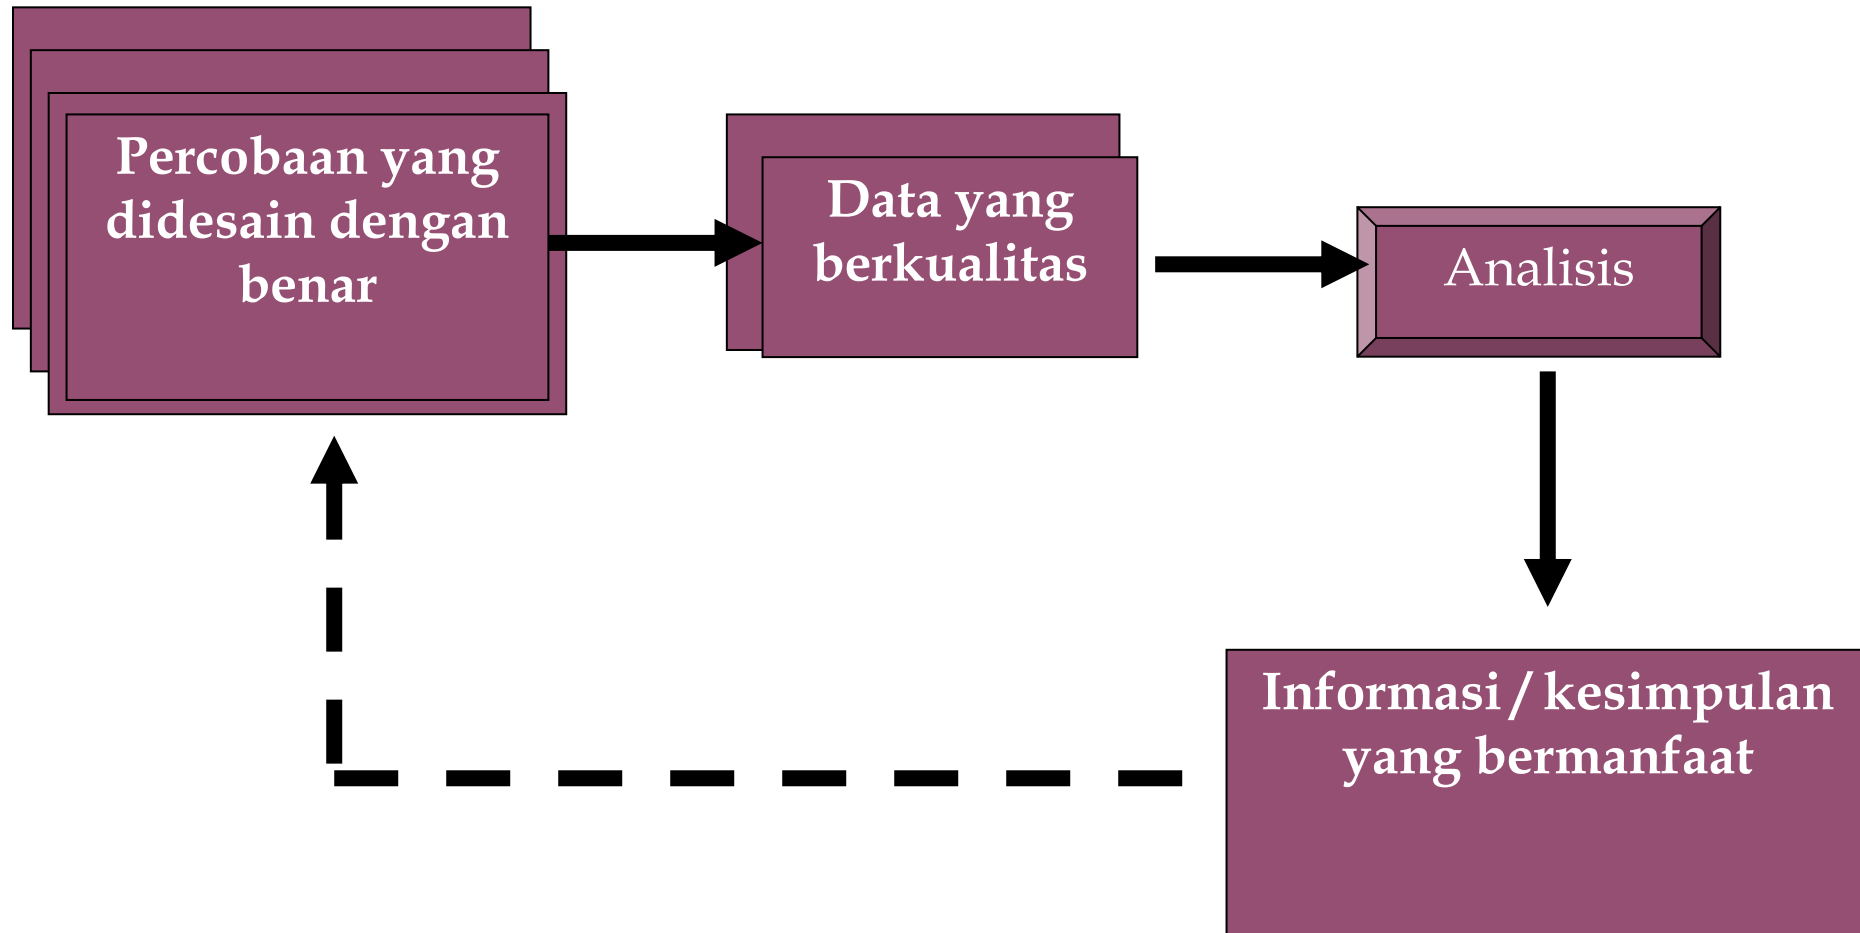 Percobaan yang
didesain dengan
benar
Data yang
berkualitas
Analisis
Informasi / kesimpulan
yang bermanfaat